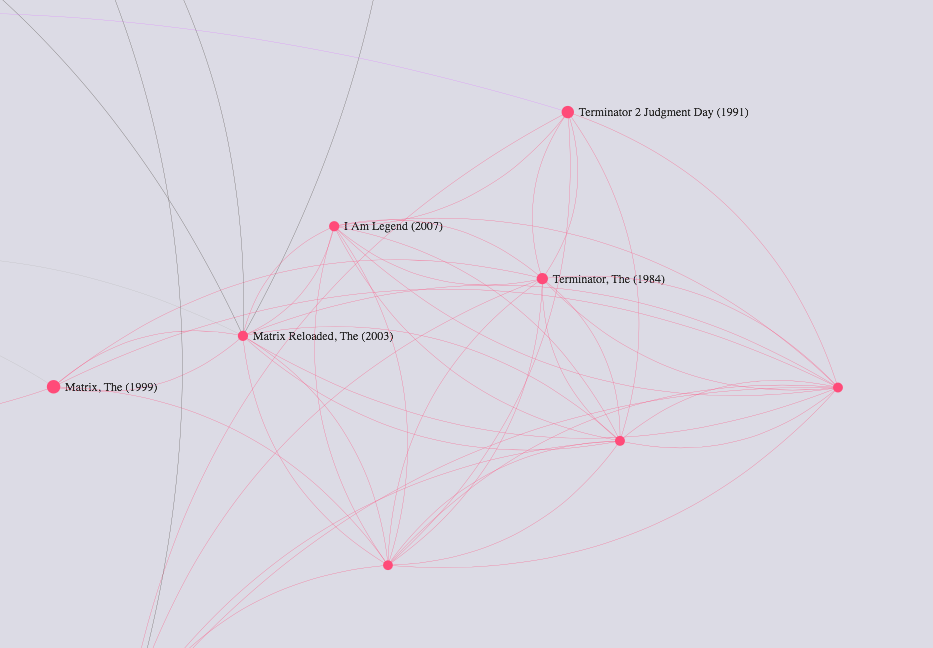 Terminator 2 Judgment Day (1991)
I Am Legend (2007)
Terminator, The (1984)
Matrix Reloaded, The (2003)
Matrix, The (1999)